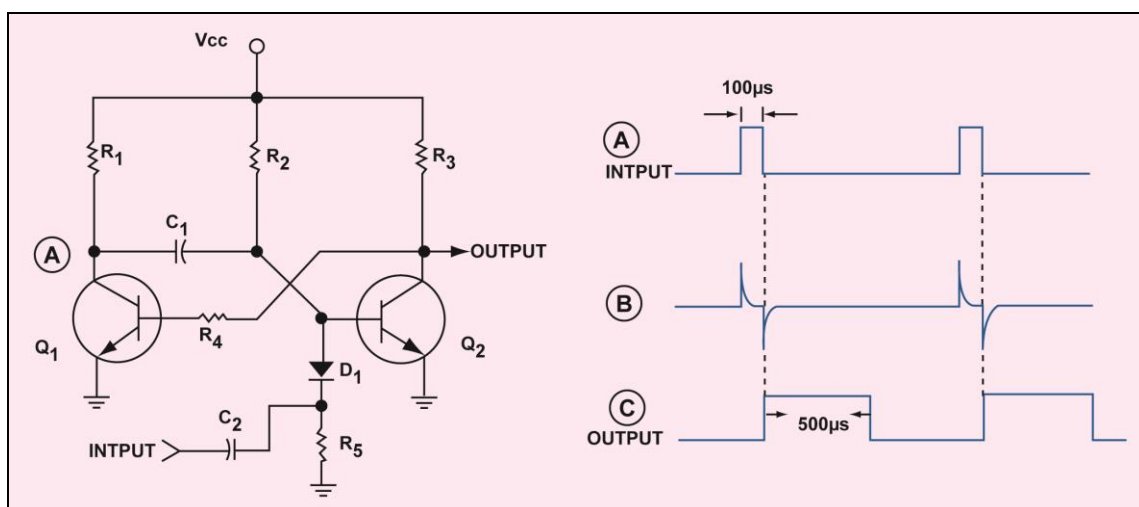 Vcc
R1
R2
R3
C1
A
OUTPUT
Q1
R4
Q2
D1
C2
INTPUT
R5
100µs
A
INTPUT
B
C
OUTPUT
500µs